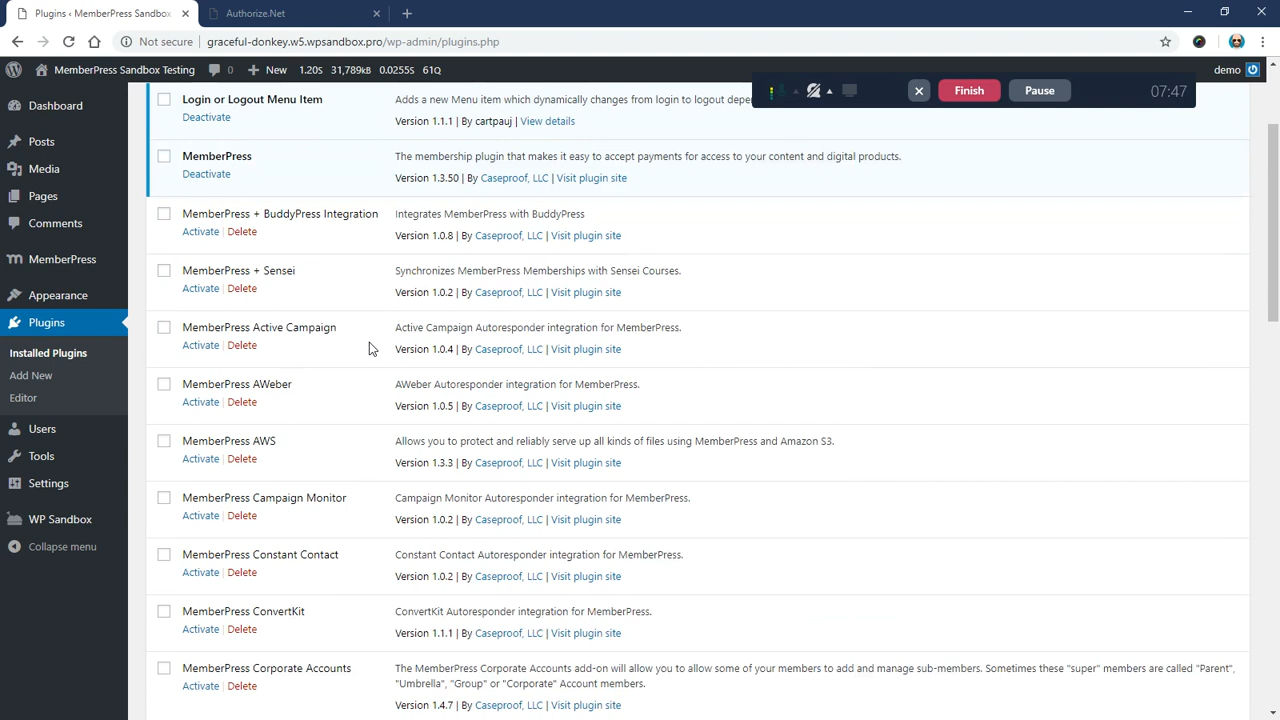 Plugins ‹ MemberPress Sandbox
Authorize.Net
Not secure
graceful-donkey.w5.wpsandbox.pro/wp-admin/plugins.php
MemberPress Sandbox Testing
0
New
1.20s 31,789kB 0.0255s 61Q
demo
Finish
Pause
07:47
Dashboard
Posts
Media
Pages
Comments
MemberPress
Appearance
Plugins
Installed Plugins
Add New
Editor
Users
Tools
Settings
WP Sandbox
Collapse menu
Login or Logout Menu Item
Deactivate
Adds a new Menu item which dynamically changes from login to logout
Version 1.1.1 | By cartpauj | View details
MemberPress
Deactivate
The membership plugin that makes it easy to accept payments for access to your content and digital products.
Version 1.3.50 | By Caseproof, LLC | Visit plugin site
MemberPress + BuddyPress Integration
Activate | Delete
Integrates MemberPress with BuddyPress
Version 1.0.8 | By Caseproof, LLC | Visit plugin site
MemberPress + Sensei
Activate | Delete
Synchronizes MemberPress Memberships with Sensei Courses.
Version 1.0.2 | By Caseproof, LLC | Visit plugin site
MemberPress Active Campaign
Activate | Delete
Active Campaign Autoresponder integration for MemberPress.
Version 1.0.4 | By Caseproof, LLC | Visit plugin site
MemberPress AWeber
Activate | Delete
AWeber Autoresponder integration for MemberPress.
Version 1.0.5 | By Caseproof, LLC | Visit plugin site
MemberPress AWS
Activate | Delete
Allows you to protect and reliably serve up all kinds of files using MemberPress and Amazon S3.
Version 1.3.3 | By Caseproof, LLC | Visit plugin site
MemberPress Campaign Monitor
Activate | Delete
Campaign Monitor Autoresponder integration for MemberPress.
Version 1.0.2 | By Caseproof, LLC | Visit plugin site
MemberPress Constant Contact
Activate | Delete
Constant Contact Autoresponder integration for MemberPress.
Version 1.0.2 | By Caseproof, LLC | Visit plugin site
MemberPress ConvertKit
Activate | Delete
ConvertKit Autoresponder integration for MemberPress.
Version 1.1.1 | By Caseproof, LLC | Visit plugin site
MemberPress Corporate Accounts
Activate | Delete
The MemberPress Corporate Accounts add-on will allow you to allow some of your members to add and manage sub-members. Sometimes these "super" members are called "Parent",
"Umbrella", "Group" or "Corporate" Account members.
Version 1.4.7 | By Caseproof, LLC | Visit plugin site